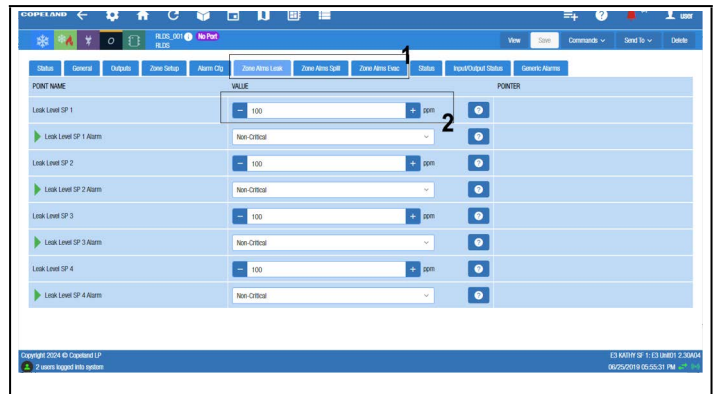 COPELAND
user
RLDS_001 No Port
RLDS
View Save Commands Send To Delete
1
Status General Outputs Zone Setup Alarm Cfg Zone Alms Leak Zone Alms Spill Zone Alms Evac Status Input/Output Status Generic Alarms
POINT NAME VALUE POINTER
Leak Level SP 1 100 ppm
2
Leak Level SP 1 Alarm Non-Critical
Leak Level SP 2 100 ppm
Leak Level SP 2 Alarm Non-Critical
Leak Level SP 3 100 ppm
Leak Level SP 3 Alarm Non-Critical
Leak Level SP 4 100 ppm
Leak Level SP 4 Alarm Non-Critical
Copyright 2024 © Copeland LP E3 KATHY SF 1: E3 Unit01 2.30A04
2 users logged into system 06/25/2019 05:55:31 PM